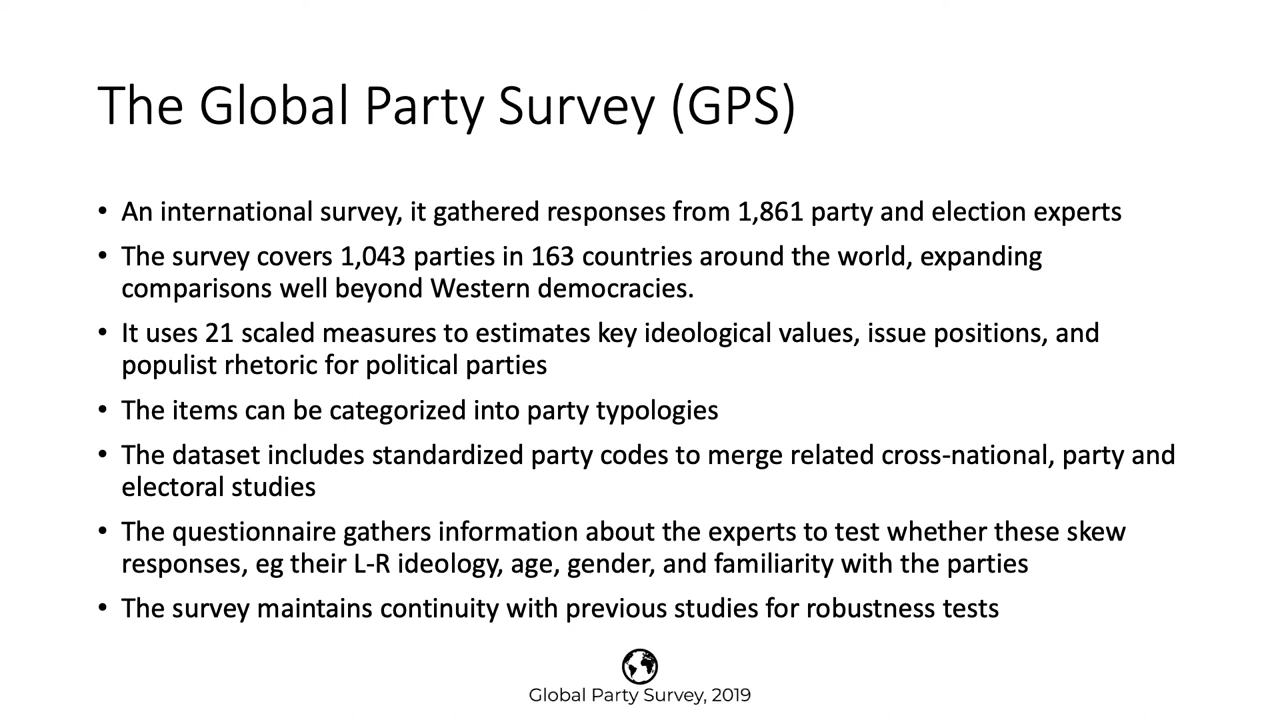 The Global Party Survey (GPS)
• An international survey, it gathered responses from 1,861 party and election experts
• The survey covers 1,043 parties in 163 countries around the world, expanding
comparisons well beyond Western democracies.
• It uses 21 scaled measures to estimates key ideological values, issue positions, and
populist rhetoric for political parties
• The items can be categorized into party typologies
• The dataset includes standardized party codes to merge related cross-national, party and
electoral studies
• The questionnaire gathers information about the experts to test whether these skew
responses, eg their L-R ideology, age, gender, and familiarity with the parties
• The survey maintains continuity with previous studies for robustness tests
Global Party Survey, 2019